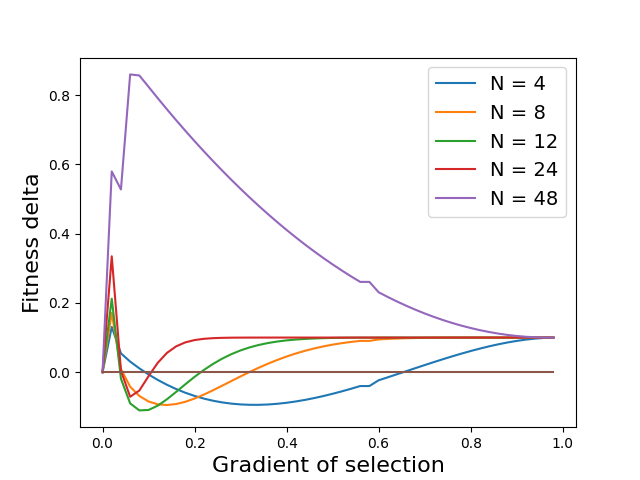 N = 4
N = 8
N = 12
N = 24
N = 48
0.8
0.6
0.4
0.2
0.0
Fitness delta
0.0 0.2 0.4 0.6 0.8 1.0
Gradient of selection